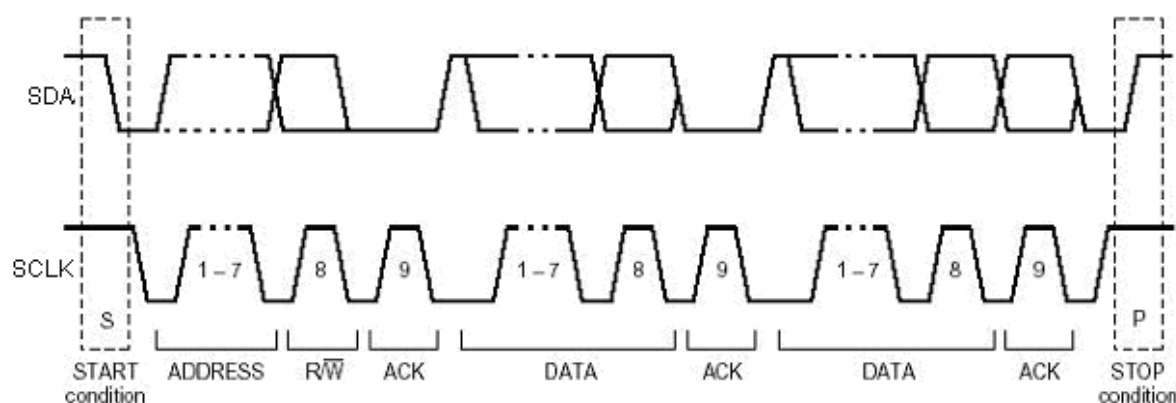 SDA
SCLK
1 – 7 8 9 1 – 7 8 9 1 – 7 8 9
S P
START ADDRESS R/W̅ ACK DATA ACK DATA ACK STOP
condition condition